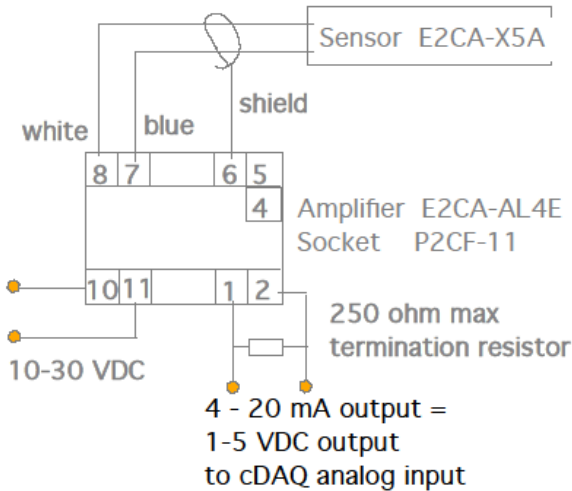 Sensor E2CA-X5A
shield
white
blue
8 7 6 5
4
Amplifier E2CA-AL4E
Socket P2CF-11
10 11 1 2
250 ohm max
termination resistor
10-30 VDC
4 - 20 mA output =
1-5 VDC output
to cDAQ analog input